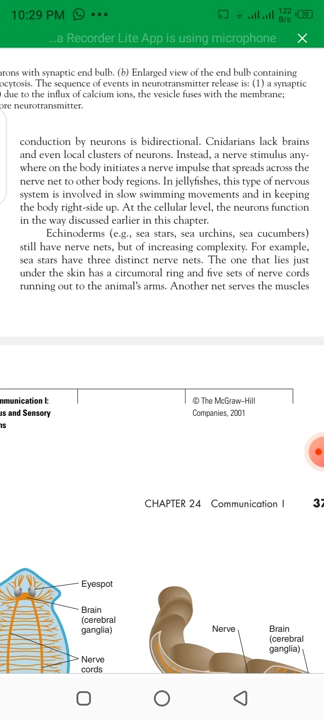 10:29 PM
122
B/s
28
...a Recorder Lite App is using microphone
urons with synaptic end bulb. (b) Enlarged view of the end bulb containing
ocytosis. The sequence of events in neurotransmitter release is: (1) a synaptic
) due to the influx of calcium ions, the vesicle fuses with the membrane;
ore neurotransmitter.
conduction by neurons is bidirectional. Cnidarians lack brains
and even local clusters of neurons. Instead, a nerve stimulus any-
where on the body initiates a nerve impulse that spreads across the
nerve net to other body regions. In jellyfishes, this type of nervous
system is involved in slow swimming movements and in keeping
the body right-side up. At the cellular level, the neurons function
in the way discussed earlier in this chapter.
Echinoderms (e.g., sea stars, sea urchins, sea cucumbers)
still have nerve nets, but of increasing complexity. For example,
sea stars have three distinct nerve nets. The one that lies just
under the skin has a circumoral ring and five sets of nerve cords
running out to the animal's arms. Another net serves the muscles
mmunication I:
us and Sensory
ns
© The McGraw-Hill
Companies, 2001
CHAPTER 24 Communication I 37
Eyespot
Brain
(cerebral
ganglia)
Nerve
cords
Nerve
Brain
(cerebral
ganglia)